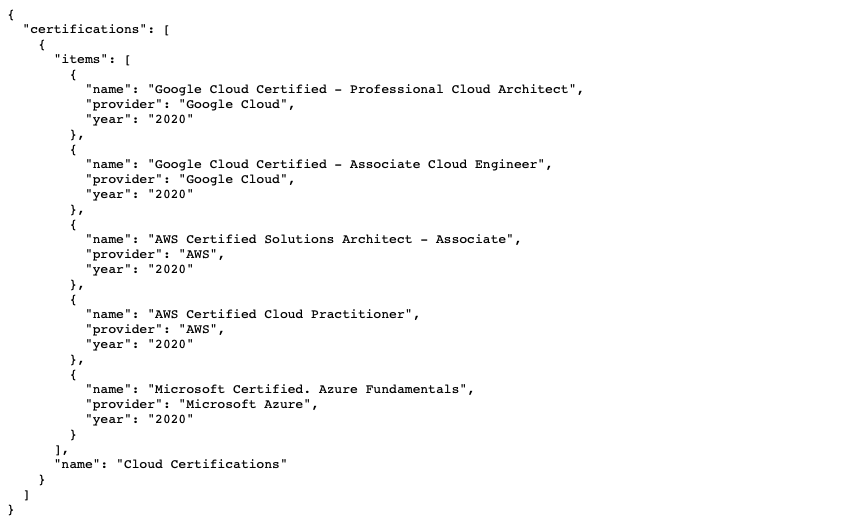 {
  "certifications": [
    {
      "items": [
        {
          "name": "Google Cloud Certified - Professional Cloud Architect",
          "provider": "Google Cloud",
          "year": "2020"
        },
        {
          "name": "Google Cloud Certified - Associate Cloud Engineer",
          "provider": "Google Cloud",
          "year": "2020"
        },
        {
          "name": "AWS Certified Solutions Architect - Associate",
          "provider": "AWS",
          "year": "2020"
        },
        {
          "name": "AWS Certified Cloud Practitioner",
          "provider": "AWS",
          "year": "2020"
        },
        {
          "name": "Microsoft Certified. Azure Fundamentals",
          "provider": "Microsoft Azure",
          "year": "2020"
        }
      ],
      "name": "Cloud Certifications"
    }
  ]
}